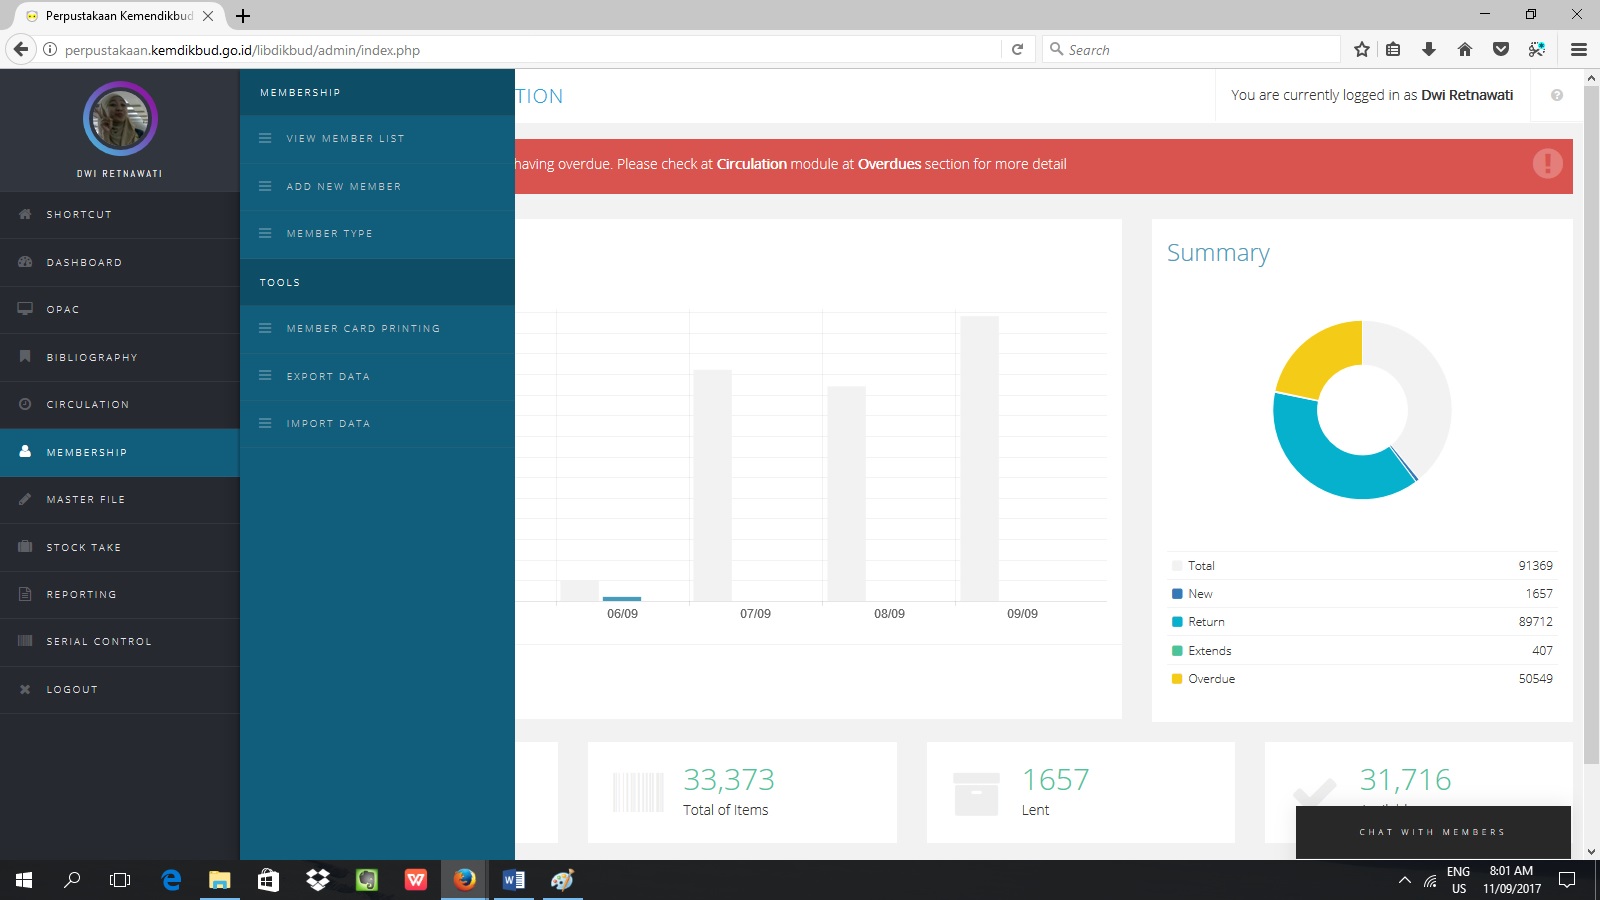 Perpustakaan Kemendikbud
perpustakaan.kemdikbud.go.id/libdikbud/admin/index.php
Search
DWI RETNAWATI
SHORTCUT
DASHBOARD
OPAC
BIBLIOGRAPHY
CIRCULATION
MEMBERSHIP
MASTER FILE
STOCK TAKE
REPORTING
SERIAL CONTROL
LOGOUT
MEMBERSHIP
VIEW MEMBER LIST
ADD NEW MEMBER
MEMBER TYPE
TOOLS
MEMBER CARD PRINTING
EXPORT DATA
IMPORT DATA
TION
You are currently logged in as Dwi Retnawati
having overdue. Please check at Circulation module at Overdues section for more detail
06/09 07/09 08/09 09/09
Summary
Total 91369
New 1657
Return 89712
Extends 407
Overdue 50549
33,373
Total of Items
1657
Lent
31,716
CHAT WITH MEMBERS
ENG
US
8:01 AM
11/09/2017